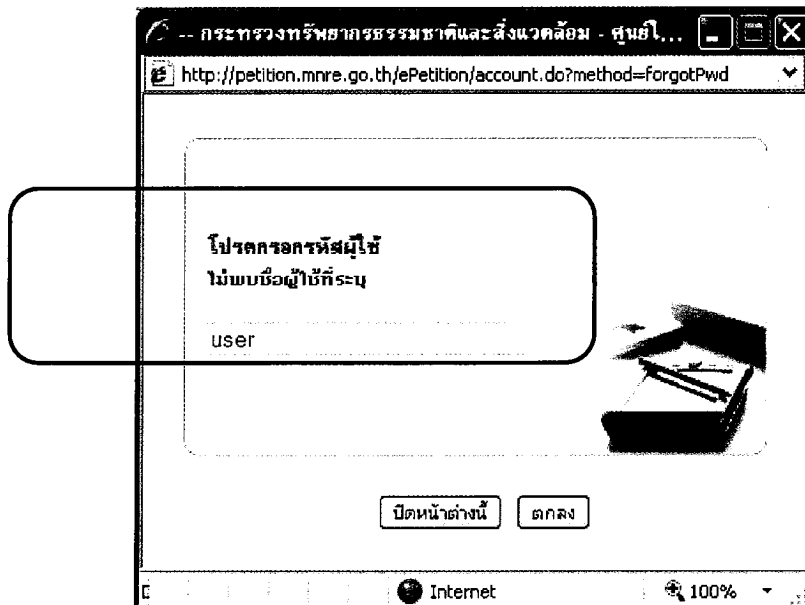 -- กระทรวงทรัพยากรธรรมชาติและสิ่งแวดล้อม - ศูนย์ใ...
http://petition.mnre.go.th/ePetition/account.do?method=forgotPwd
โปรดกรอกรหัสผู้ใช้
ไม่พบชื่อผู้ใช้ที่ระบุ
user
ปิดหน้าต่างนี้ ตกลง
Internet 100%